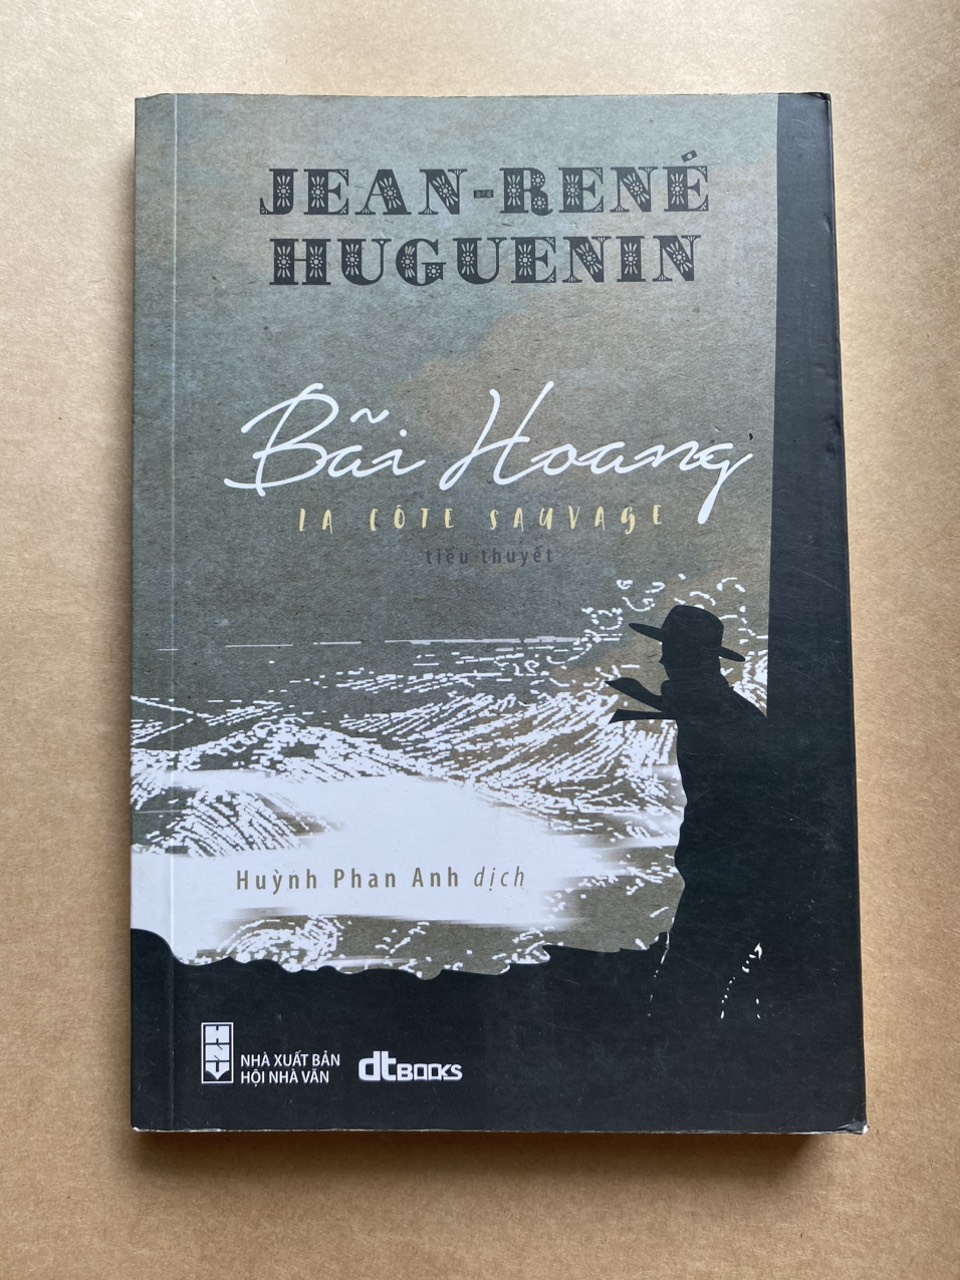 JEAN-RENÉ
HUGUENIN
Bãi Hoang
LA CÔTE SAUVAGE
tiểu thuyết
Huỳnh Phan Anh dịch
HNV
NHÀ XUẤT BẢN
HỘI NHÀ VĂN
dtBOOKS